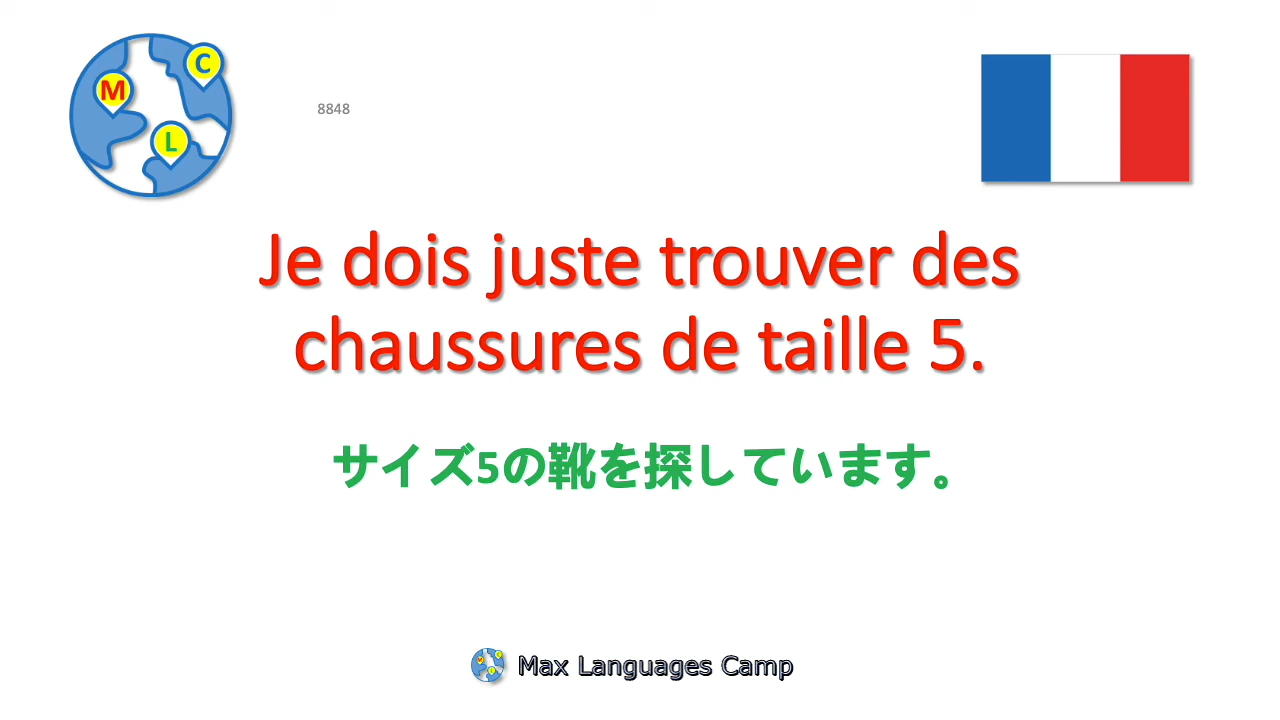 C
M
L
8848
Je dois juste trouver des
chaussures de taille 5.
サイズ5の靴を探しています。
Max Languages Camp